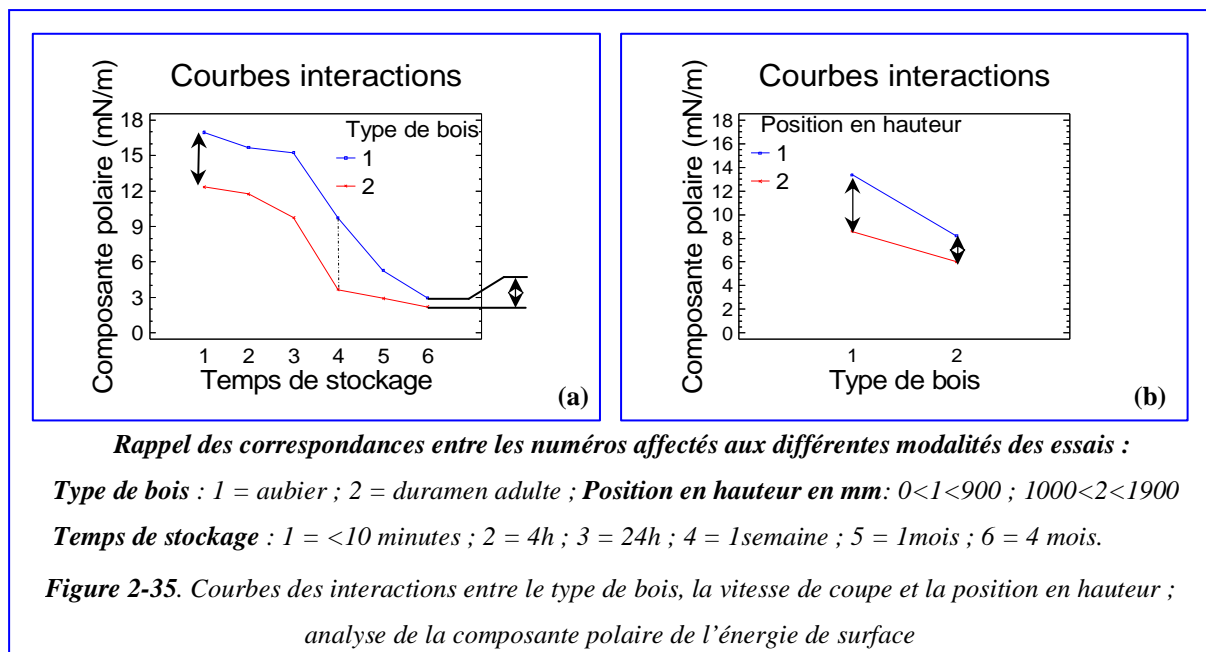 Courbes interactions
Composante polaire (mN/m)
18
15
12
9
6
3
0
Type de bois
1
2
1 2 3 4 5 6
Temps de stockage
(a)
Courbes interactions
Composante polaire (mN/m)
18
16
14
12
10
8
6
4
2
0
Position en hauteur
1
2
1 2
Type de bois
(b)
Rappel des correspondances entre les numéros affectés aux différentes modalités des essais :
Type de bois : 1 = aubier ; 2 = duramen adulte ; Position en hauteur en mm: 0<1<900 ; 1000<2<1900
Temps de stockage : 1 = <10 minutes ; 2 = 4h ; 3 = 24h ; 4 = 1semaine ; 5 = 1mois ; 6 = 4 mois.
Figure 2-35. Courbes des interactions entre le type de bois, la vitesse de coupe et la position en hauteur ;
analyse de la composante polaire de l’énergie de surface